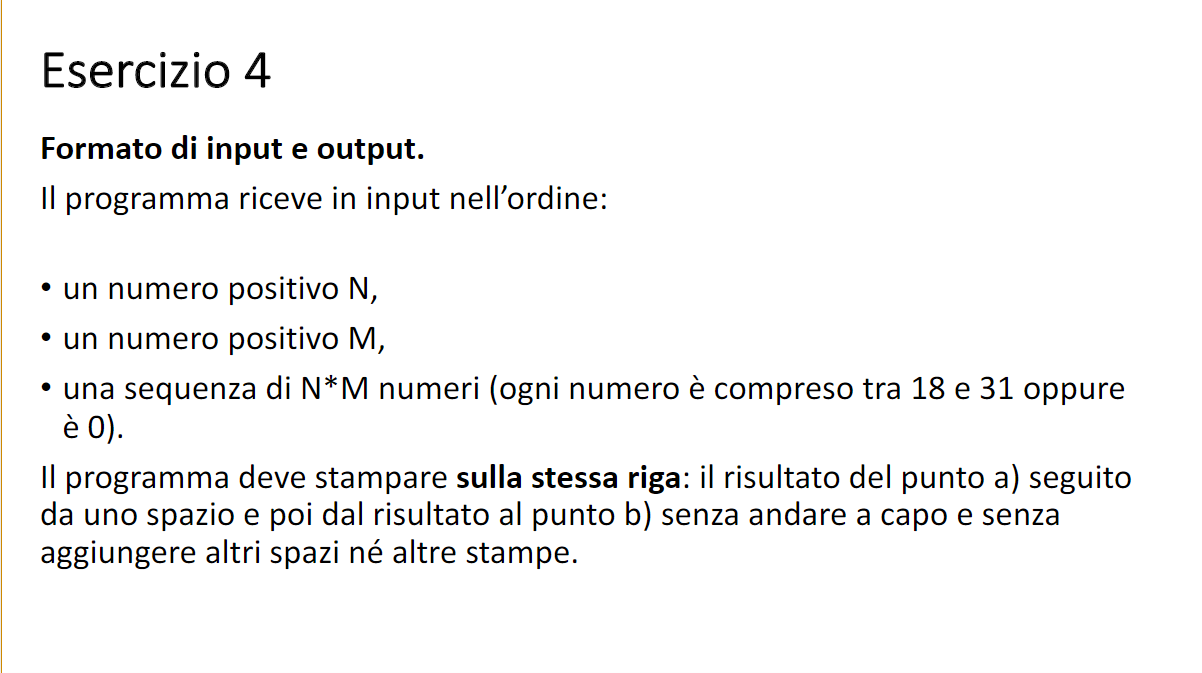 Esercizio 4
Formato di input e output.
Il programma riceve in input nell’ordine:
• un numero positivo N,
• un numero positivo M,
• una sequenza di N*M numeri (ogni numero è compreso tra 18 e 31 oppure
è 0).
Il programma deve stampare sulla stessa riga: il risultato del punto a) seguito
da uno spazio e poi dal risultato al punto b) senza andare a capo e senza
aggiungere altri spazi né altre stampe.